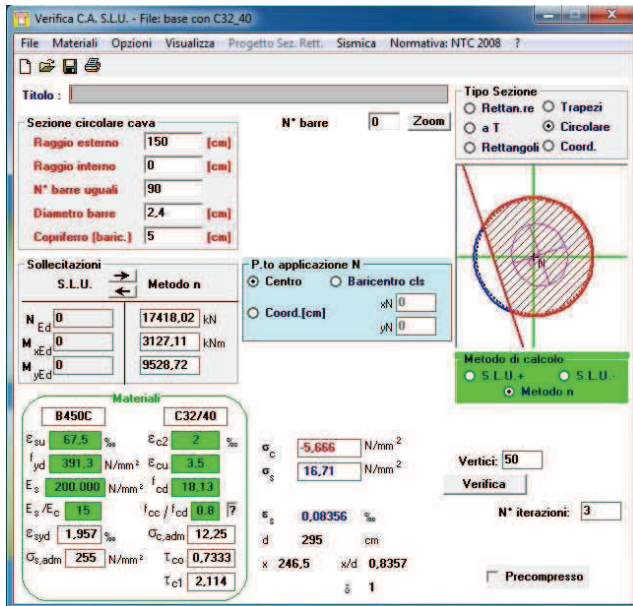 Verifica C.A. S.L.U. - File: base con C32_40
File Materiali Opzioni Visualizza Progetto Sez. Rett. Sismica Normativa: NTC 2008 ?
Titolo :
Tipo Sezione
Rettan.re Trapezi
a T Circolare
Rettangoli Coord.
Sezione circolare cava
Raggio esterno 150 [cm]
Raggio interno 0 [cm]
N° barre uguali 90
Diametro barre 2,4 [cm]
Copriferro (baric.) 5 [cm]
N° barre 0 Zoom
N
Sollecitazioni
S.L.U. Metodo n
N Ed 0 17418,02 kN
M xEd 0 3127,11 kNm
M yEd 0 9528,72
P.to applicazione N
Centro Baricentro cls
Coord.[cm] xN 0
yN 0
Metodo di calcolo
S.L.U.+ S.L.U.-
Metodo n
Materiali
B450C C32/40
εsu 67,5 ‰ εc2 2 ‰
fyd 391,3 N/mm² εcu 3,5
Es 200.000 N/mm² fcd 18,13
Es/Ec 15 fcc / fcd 0,8 ?
εsyd 1,957 ‰ σc,adm 12,25
σs,adm 255 N/mm² τco 0,7333
τc1 2,114
σc -5,666 N/mm²
σs 16,71 N/mm²
εs 0,08356 ‰
d 295 cm
x 246,5 x/d 0,8357
δ 1
Vertici: 50
Verifica
N° iterazioni: 3
Precompresso